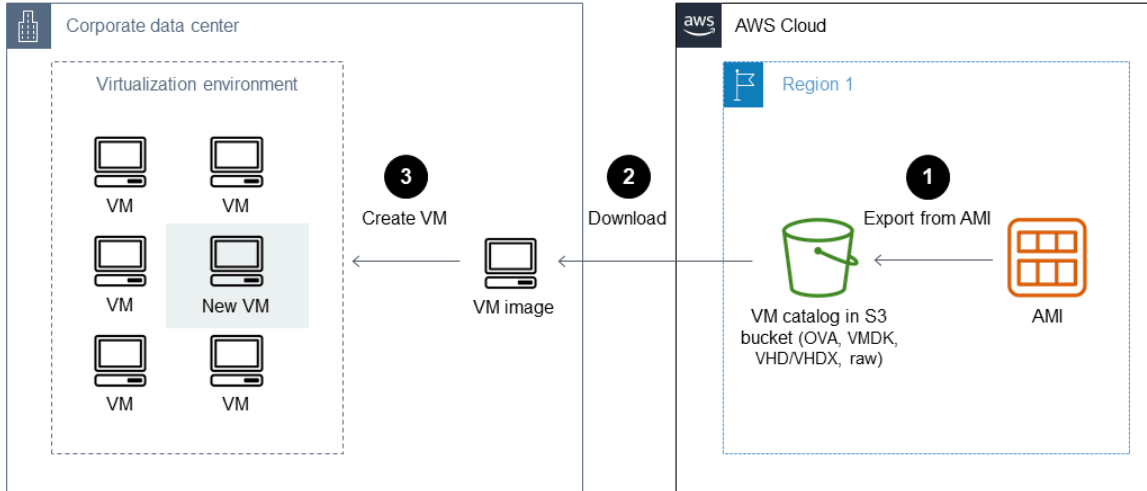 Corporate data center
aws
AWS Cloud
Virtualization environment
Region 1
VM
VM
3
Create VM
2
Download
1
Export from AMI
VM
New VM
VM image
VM catalog in S3
bucket (OVA, VMDK,
VHD/VHDX, raw)
AMI
VM
VM